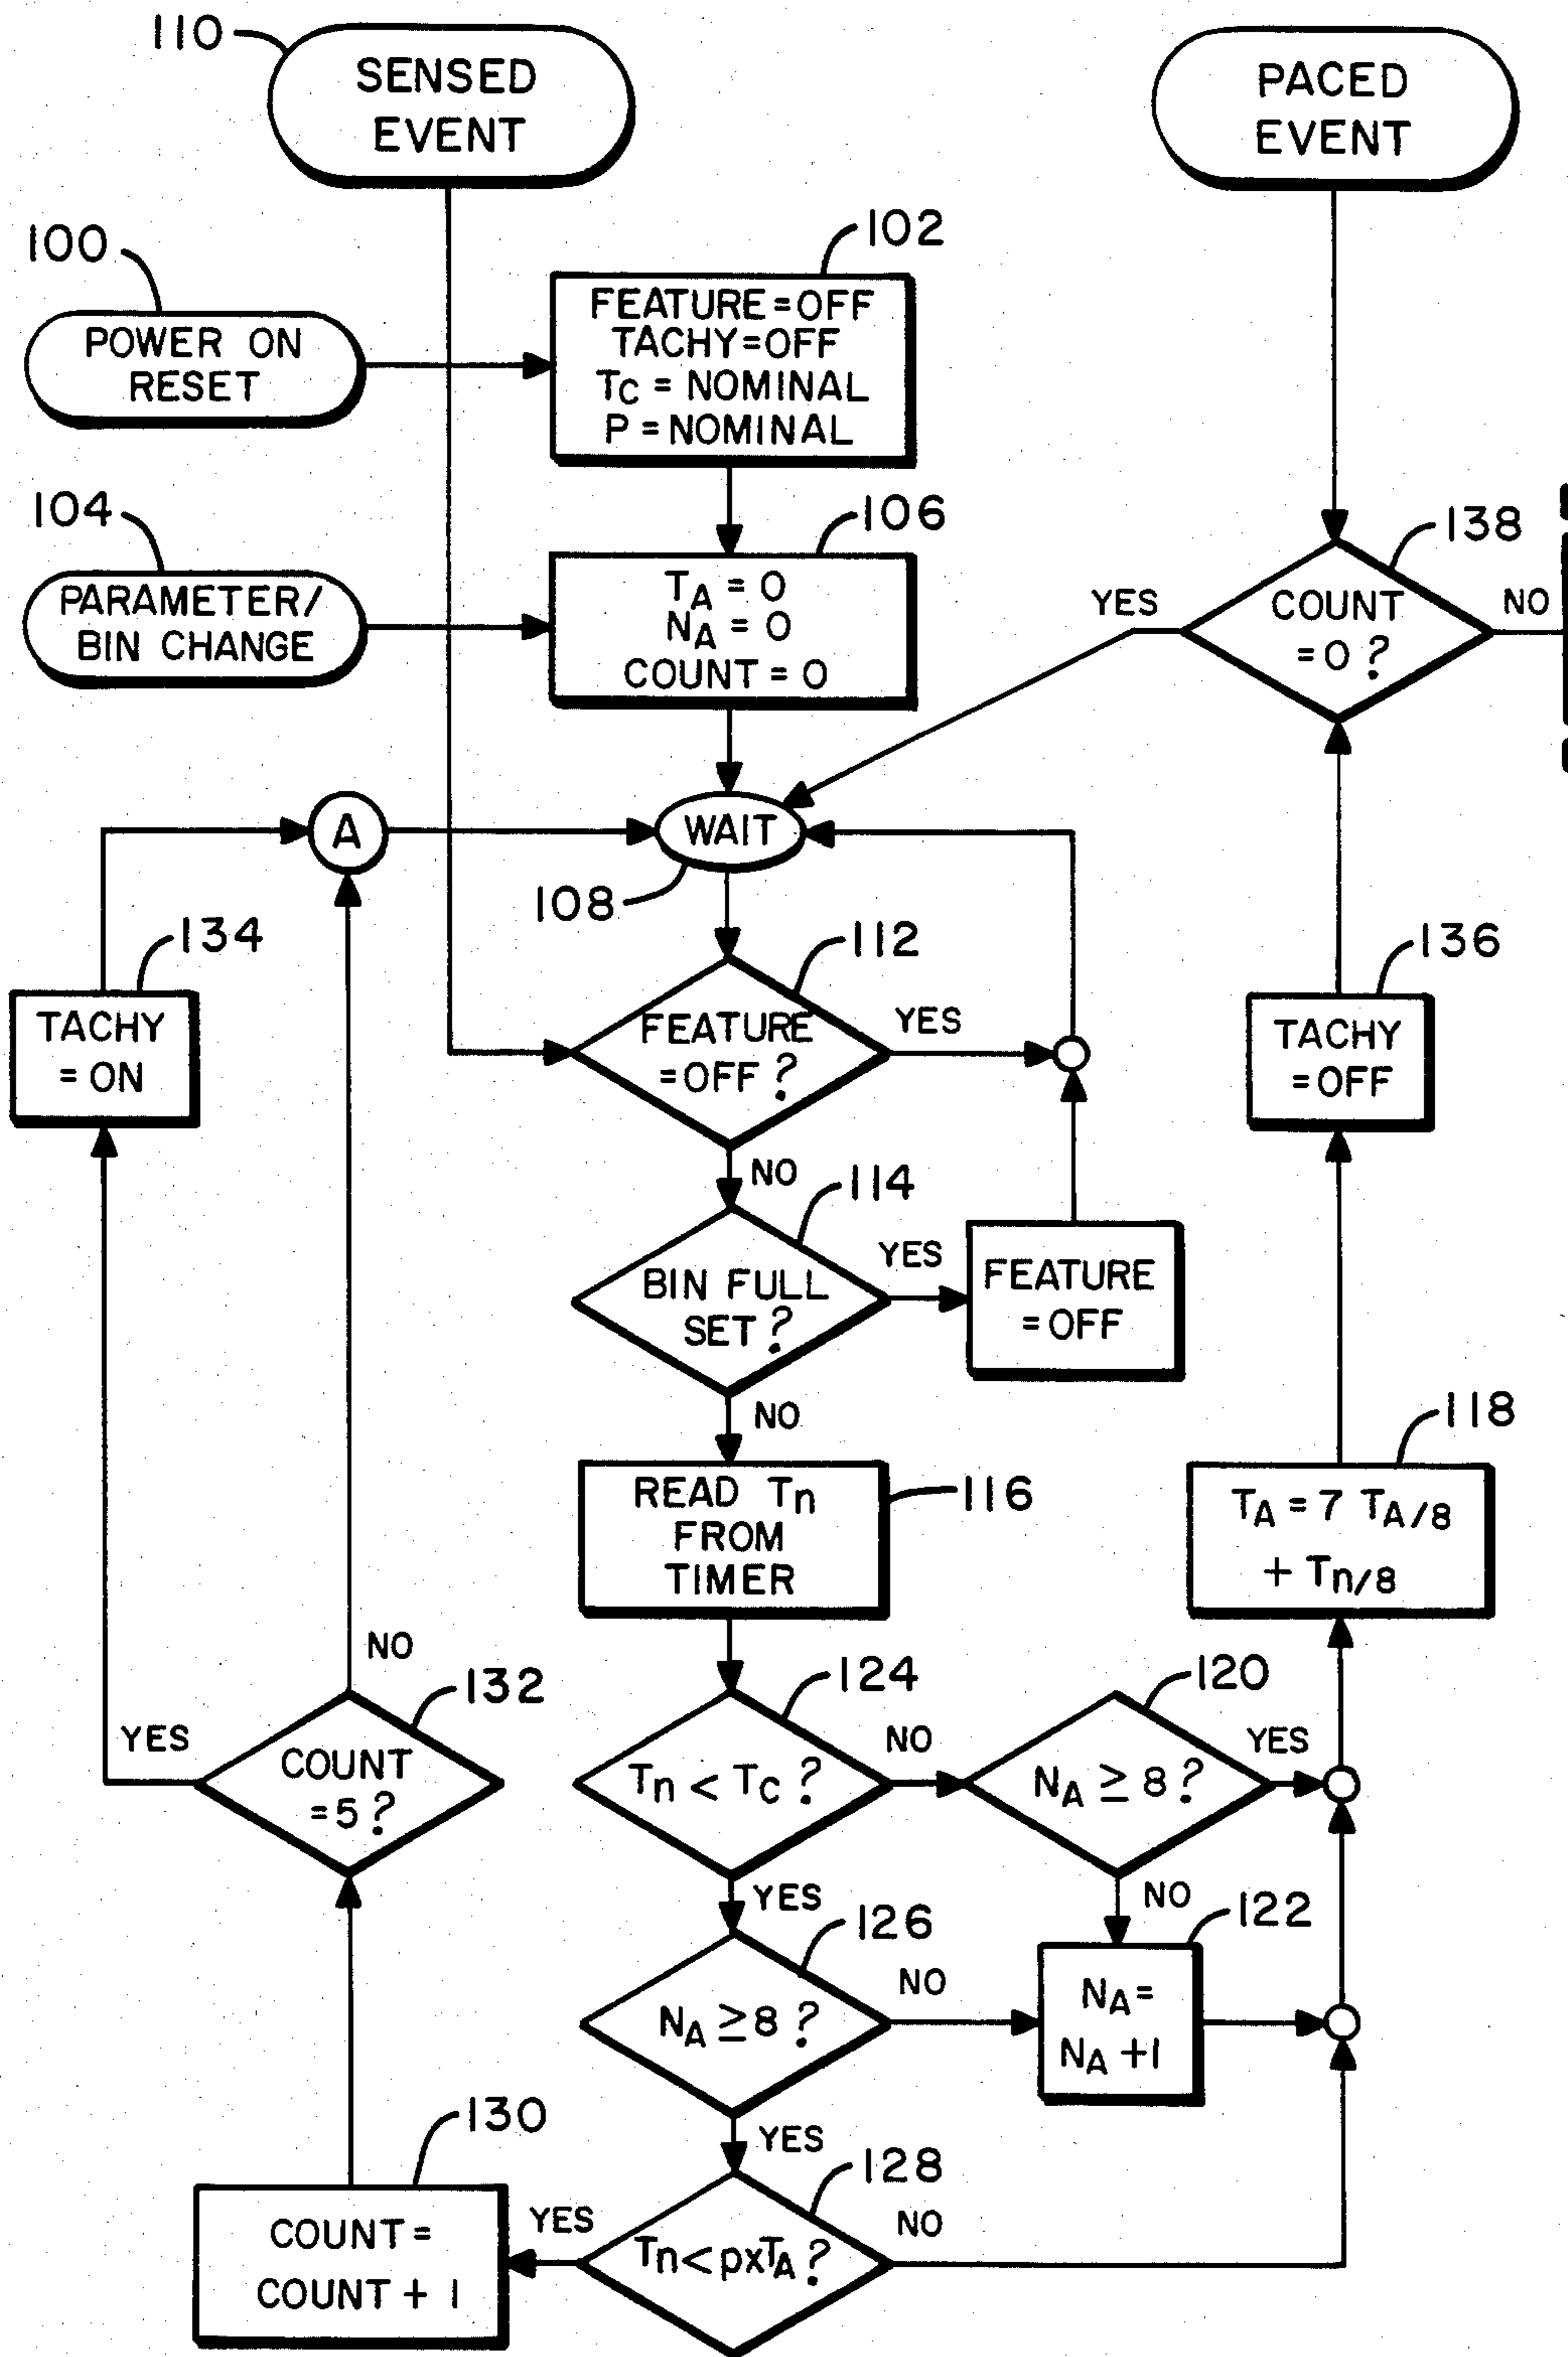 110
SENSED
EVENT
PACED
EVENT
100
POWER ON
RESET
102
FEATURE=OFF
TACHY=OFF
TC = NOMINAL
P = NOMINAL
104
PARAMETER/
BIN CHANGE
106
TA = 0
NA = 0
COUNT = 0
138
COUNT
=0 ?
YES
NO
A
WAIT
108
134
TACHY
= ON
112
FEATURE
=OFF ?
YES
NO
136
TACHY
=OFF
114
BIN FULL
SET ?
YES
NO
FEATURE
= OFF
116
READ Tn
FROM
TIMER
118
TA = 7 TA/8
+ Tn/8
NO
132
YES
COUNT
=5 ?
124
Tn < TC ?
NO
YES
120
NA ≥ 8 ?
YES
NO
126
NA ≥8 ?
NO
YES
122
NA =
NA +1
130
COUNT =
COUNT + 1
YES
128
Tn< pxTA ?
NO